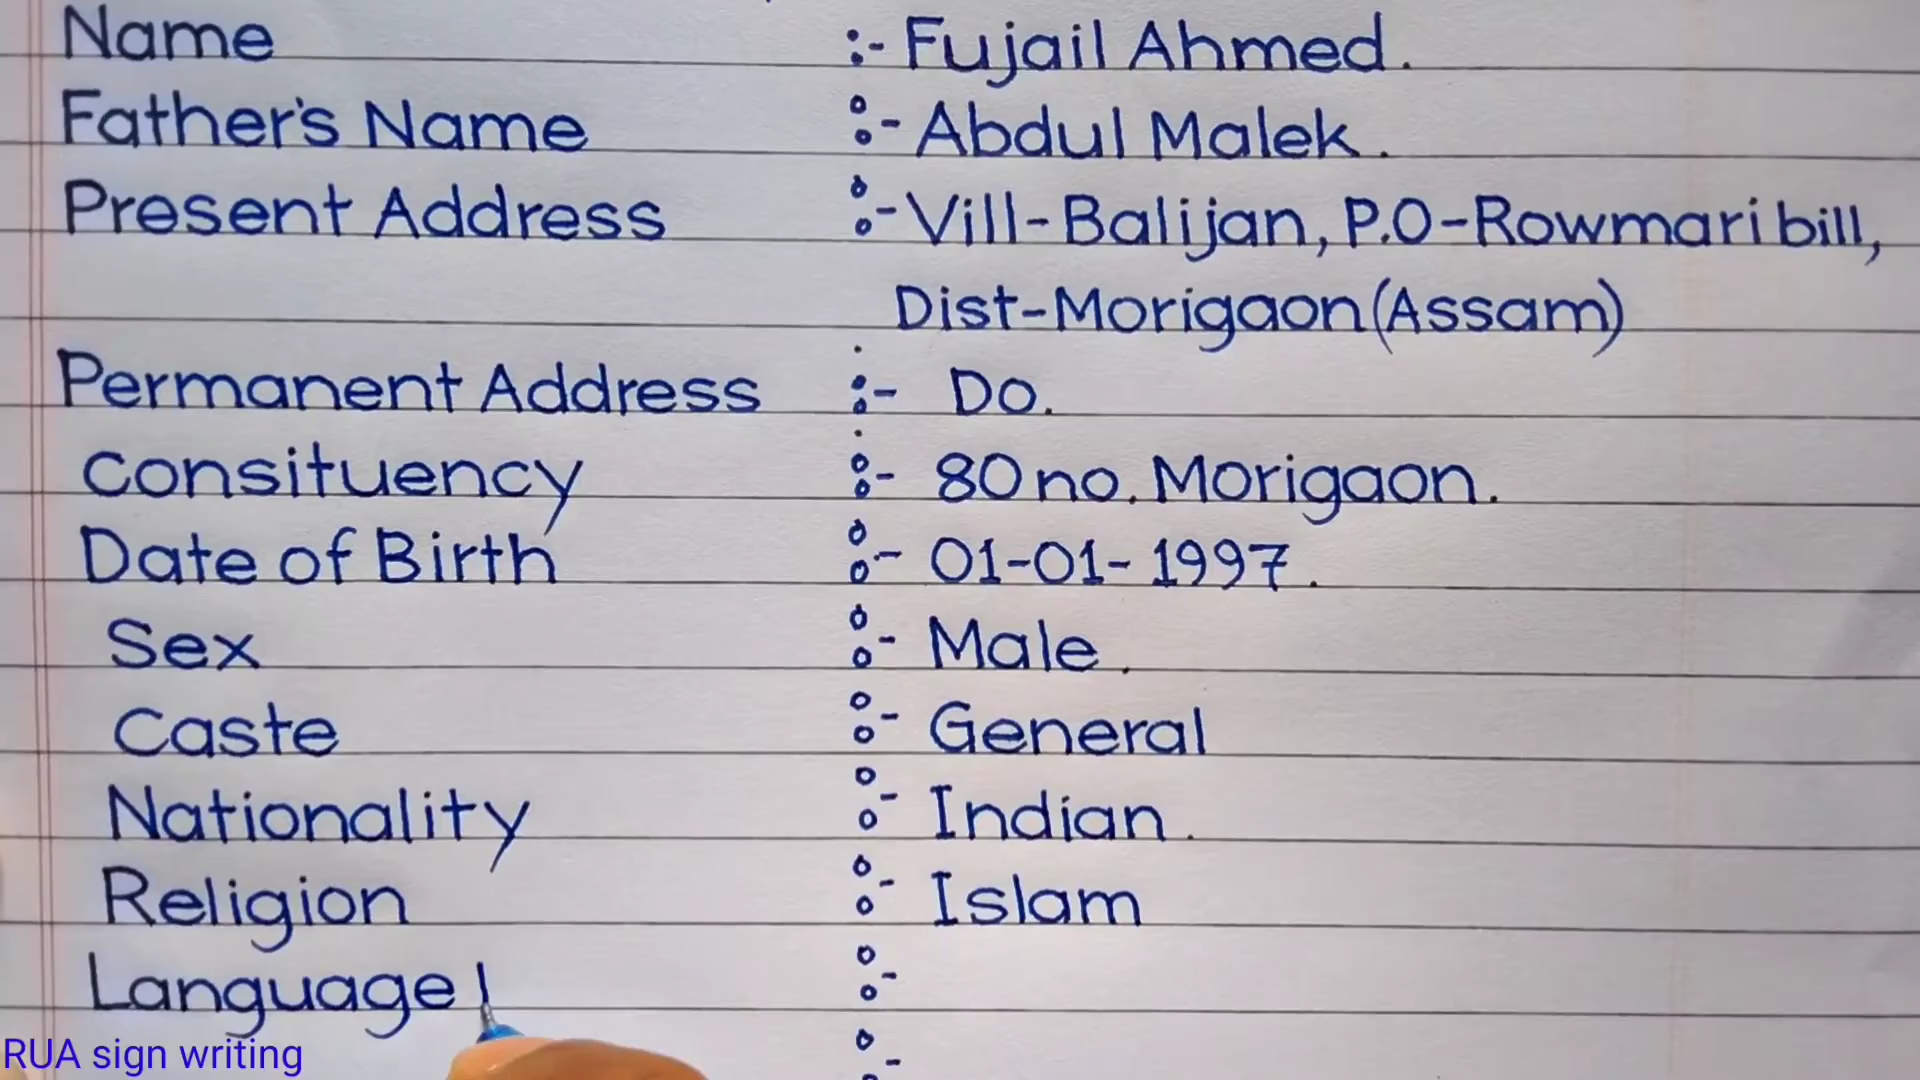 Name :- Fujail Ahmed.
Father's Name :- Abdul Malek.
Present Address :- Vill-Balijan, P.O-Rowmari bill,
Dist-Morigaon (Assam)
Permanent Address :- Do.
Consituency :- 80 no. Morigaon.
Date of Birth :- 01-01-1997.
Sex :- Male.
Caste :- General
Nationality :- Indian.
Religion :- Islam
Language :-
:-
RUA sign writing